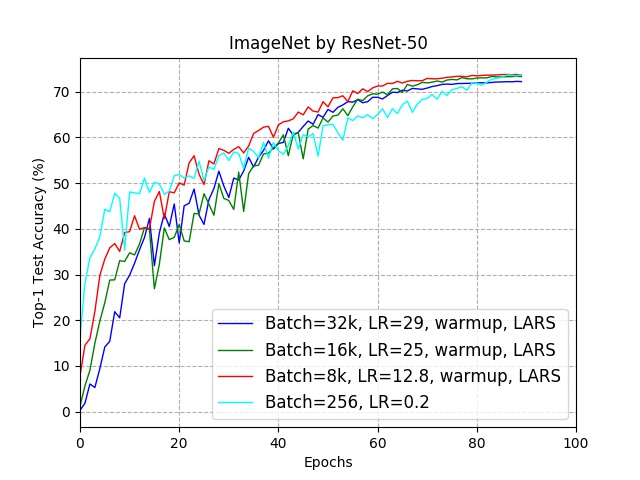 ImageNet by ResNet-50
Top-1 Test Accuracy (%)
70
60
50
40
30
20
10
0
Batch=32k, LR=29, warmup, LARS
Batch=16k, LR=25, warmup, LARS
Batch=8k, LR=12.8, warmup, LARS
Batch=256, LR=0.2
0 20 40 60 80 100
Epochs